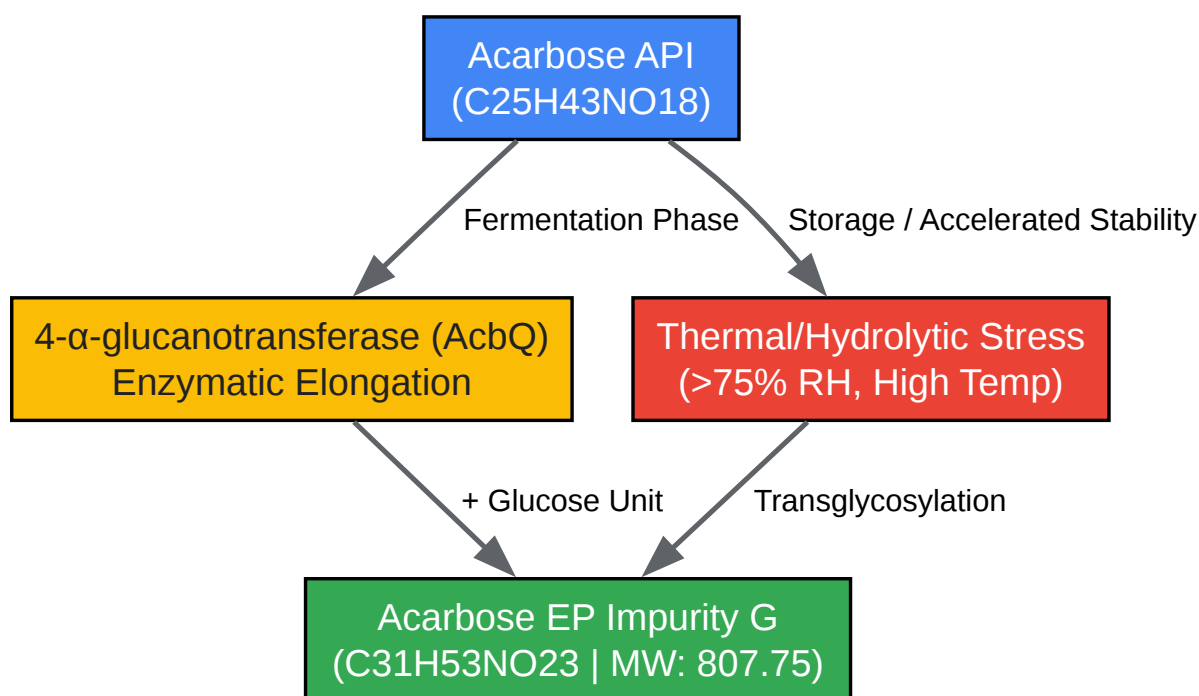 Acarbose API
(C25H43NO18)
Fermentation Phase
Storage / Accelerated Stability
4-α-glucanotransferase (AcbQ)
Enzymatic Elongation
Thermal/Hydrolytic Stress
(>75% RH, High Temp)
+ Glucose Unit
Transglycosylation
Acarbose EP Impurity G
(C31H53NO23 | MW: 807.75)